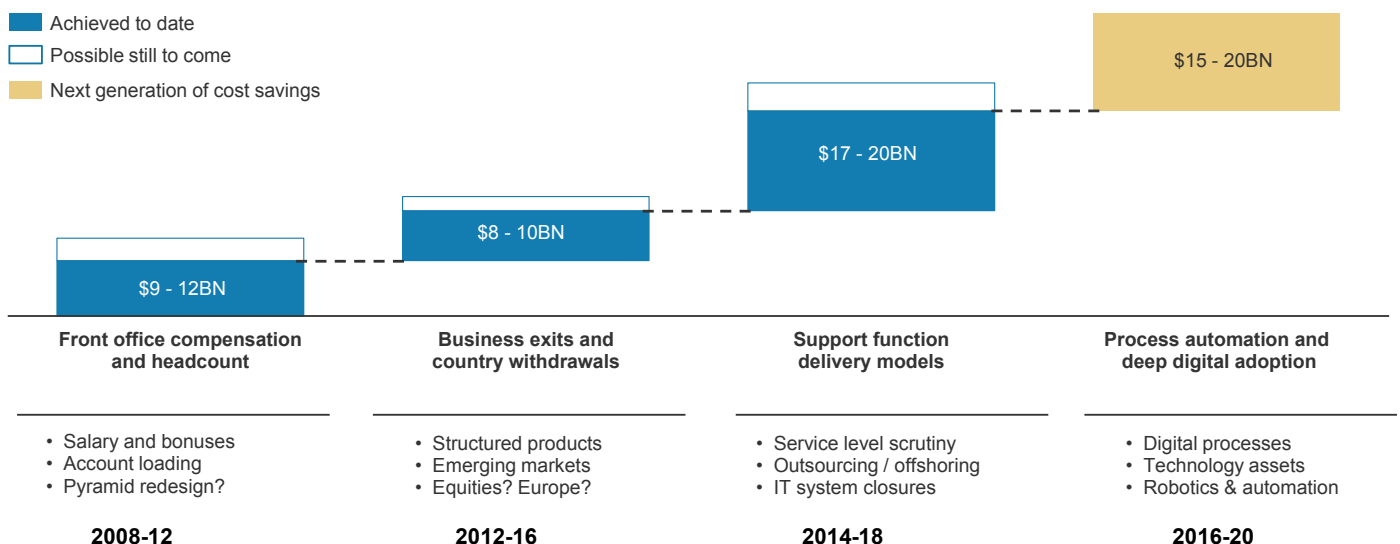 Achieved to date
Possible still to come
Next generation of cost savings
$15 - 20BN
$17 - 20BN
$8 - 10BN
$9 - 12BN
Front office compensation
and headcount
Business exits and
country withdrawals
Support function
delivery models
Process automation and
deep digital adoption
• Salary and bonuses
• Account loading
• Pyramid redesign?
• Structured products
• Emerging markets
• Equities? Europe?
• Service level scrutiny
• Outsourcing / offshoring
• IT system closures
• Digital processes
• Technology assets
• Robotics & automation
2008-12
2012-16
2014-18
2016-20